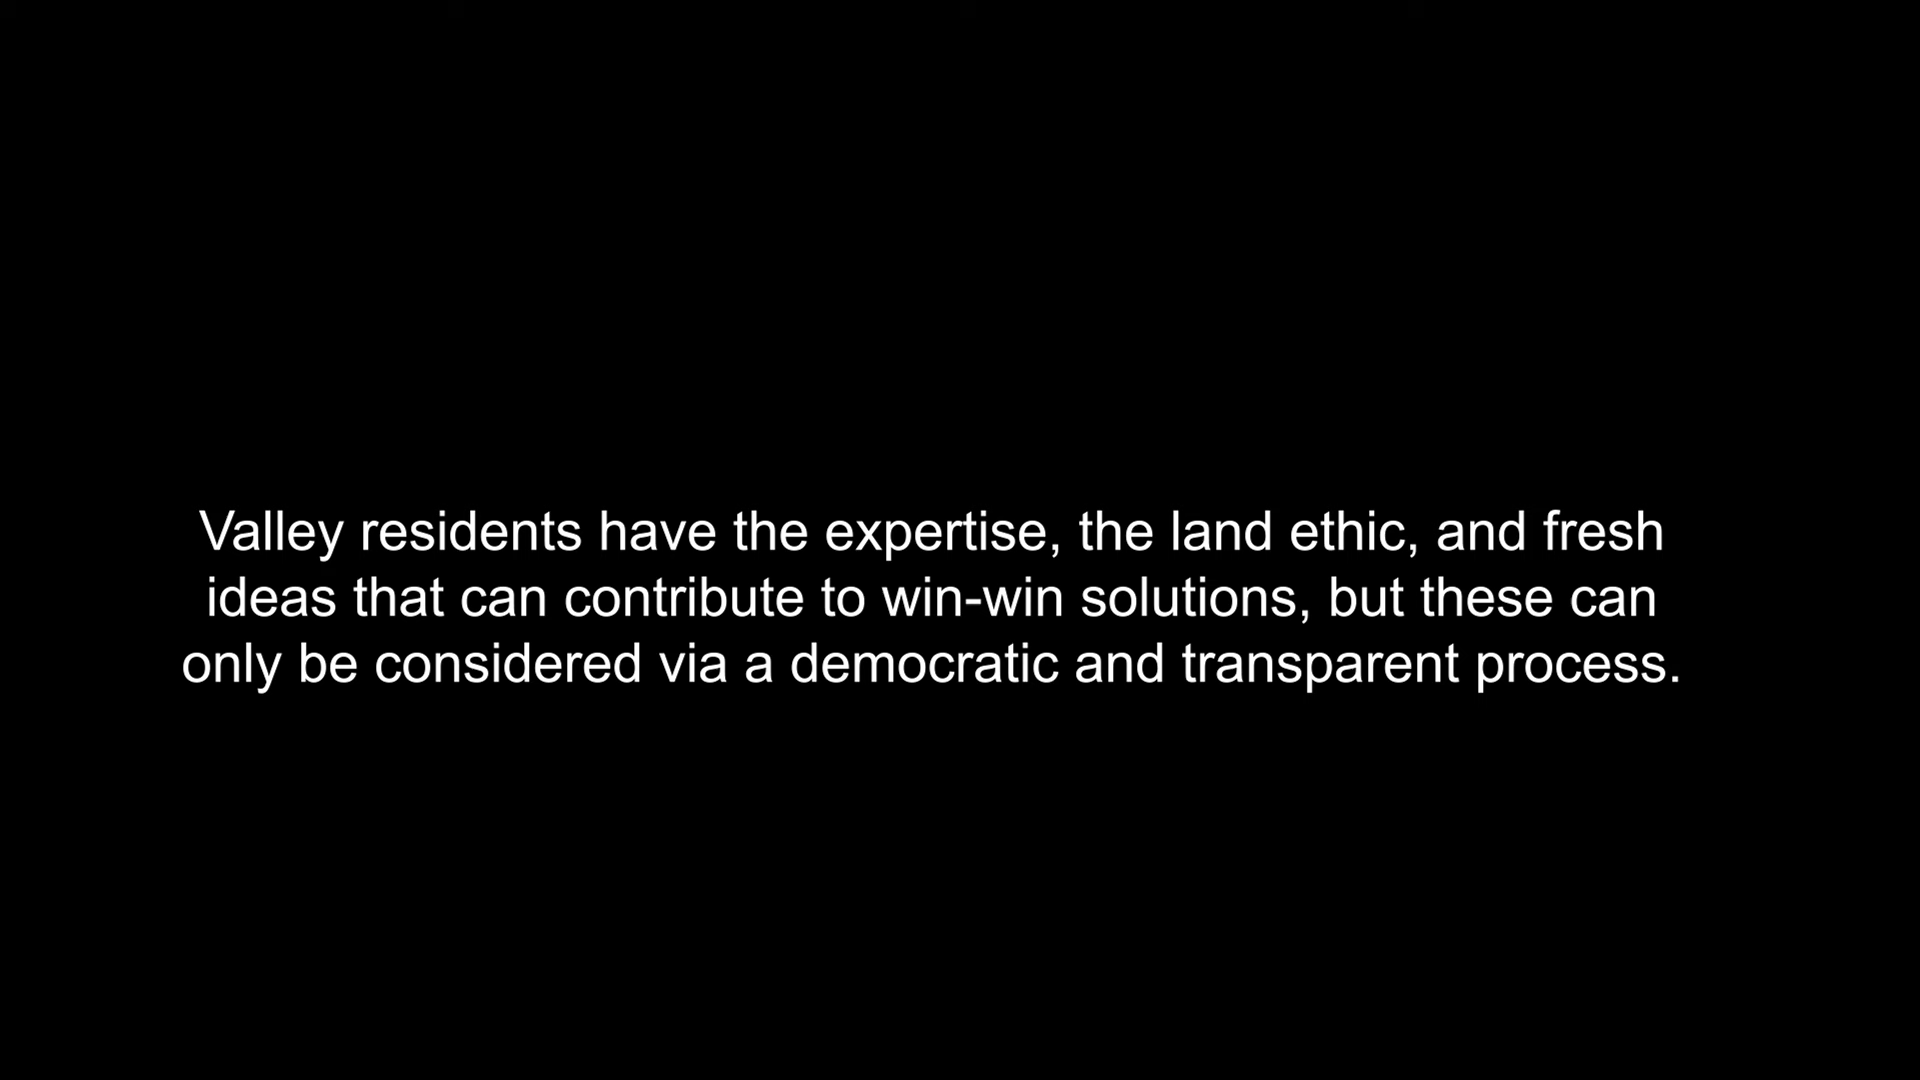 Valley residents have the expertise, the land ethic, and fresh
ideas that can contribute to win-win solutions, but these can
only be considered via a democratic and transparent process.